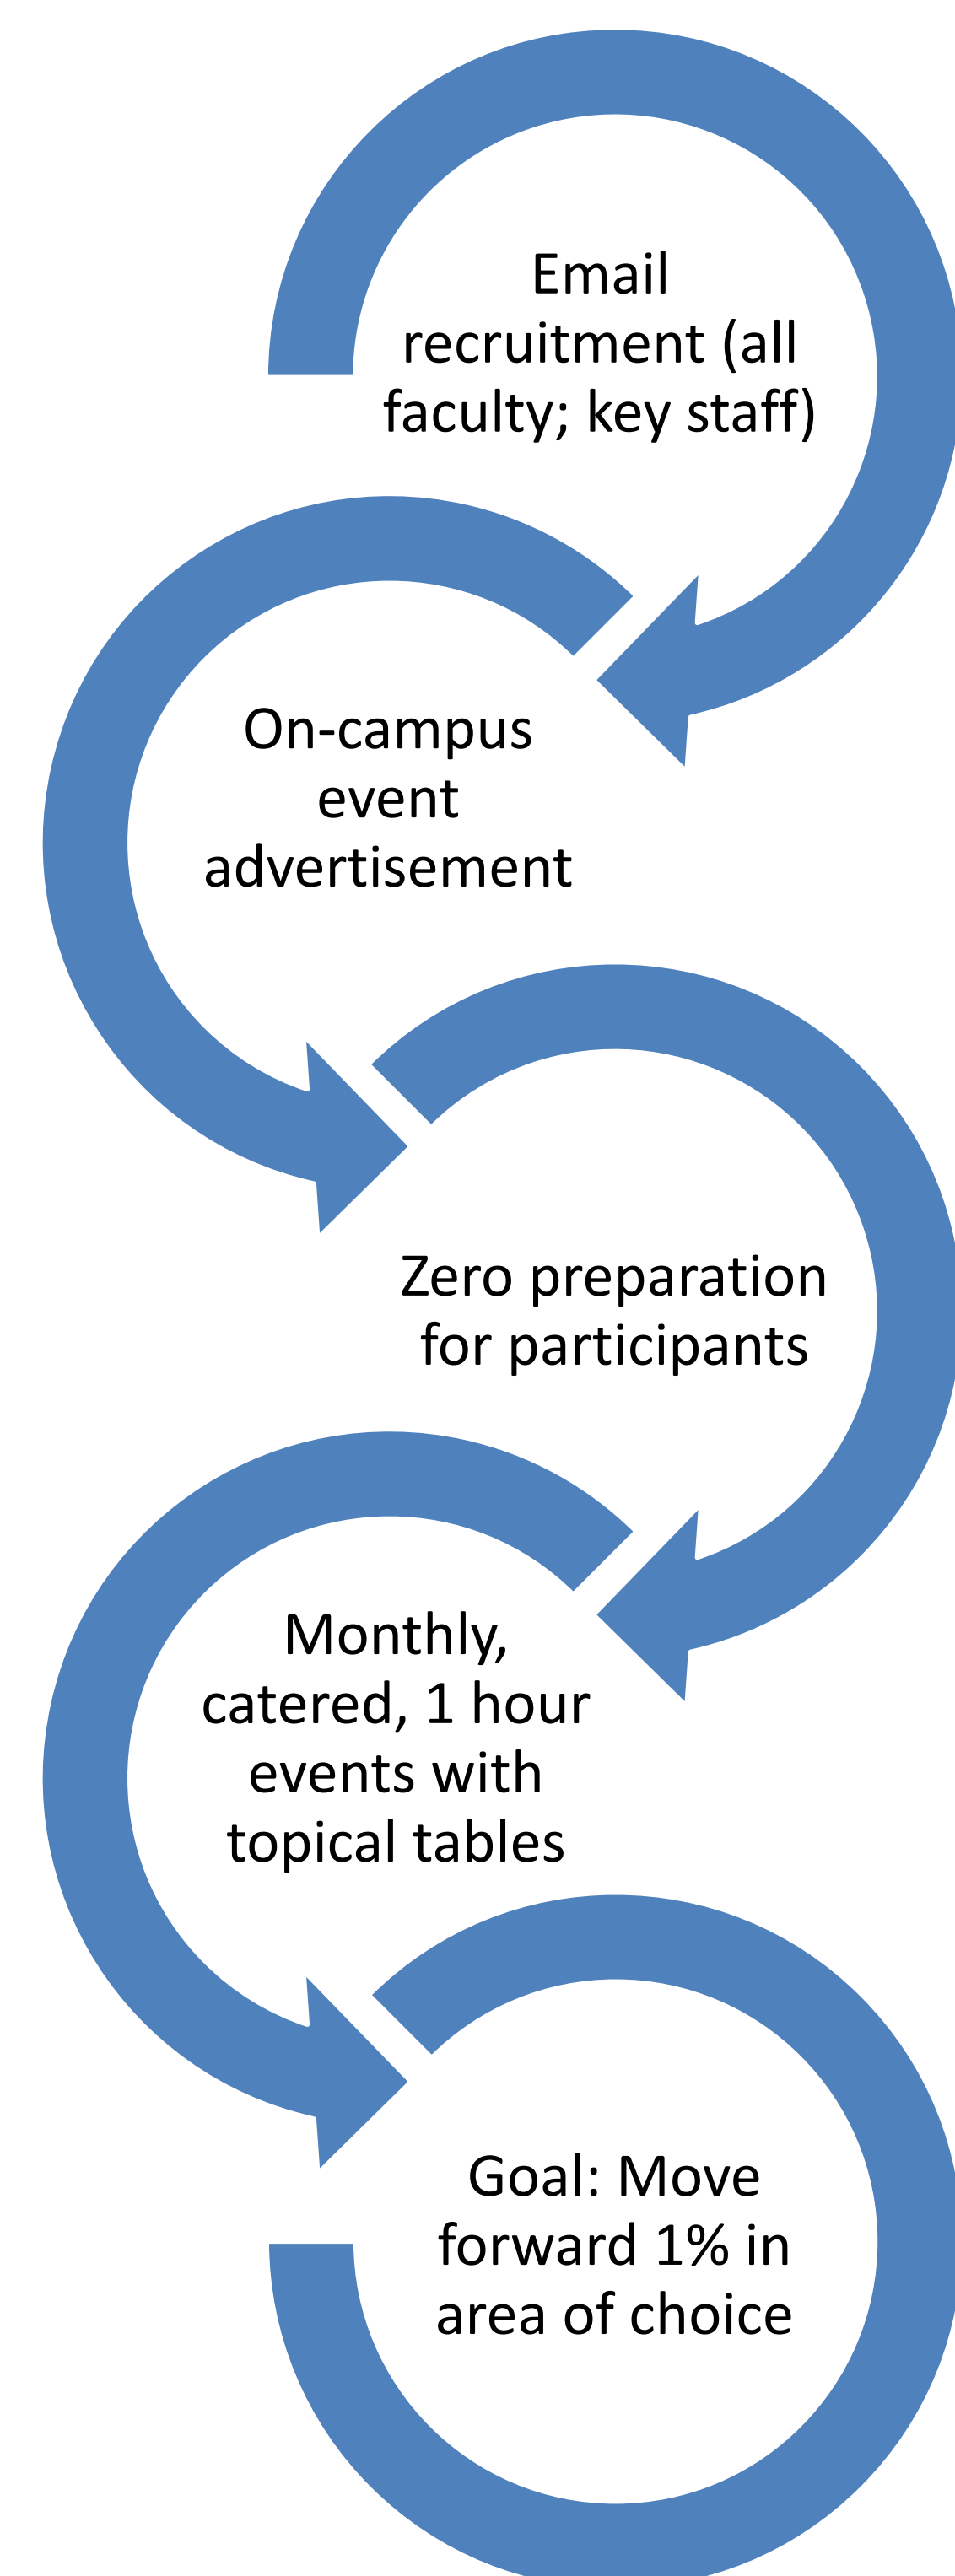 Email
recruitment (all
faculty; key staff)
On-campus
event
advertisement
Zero preparation
for participants
Monthly,
catered, 1 hour
events with
topical tables
Goal: Move
forward 1% in
area of choice